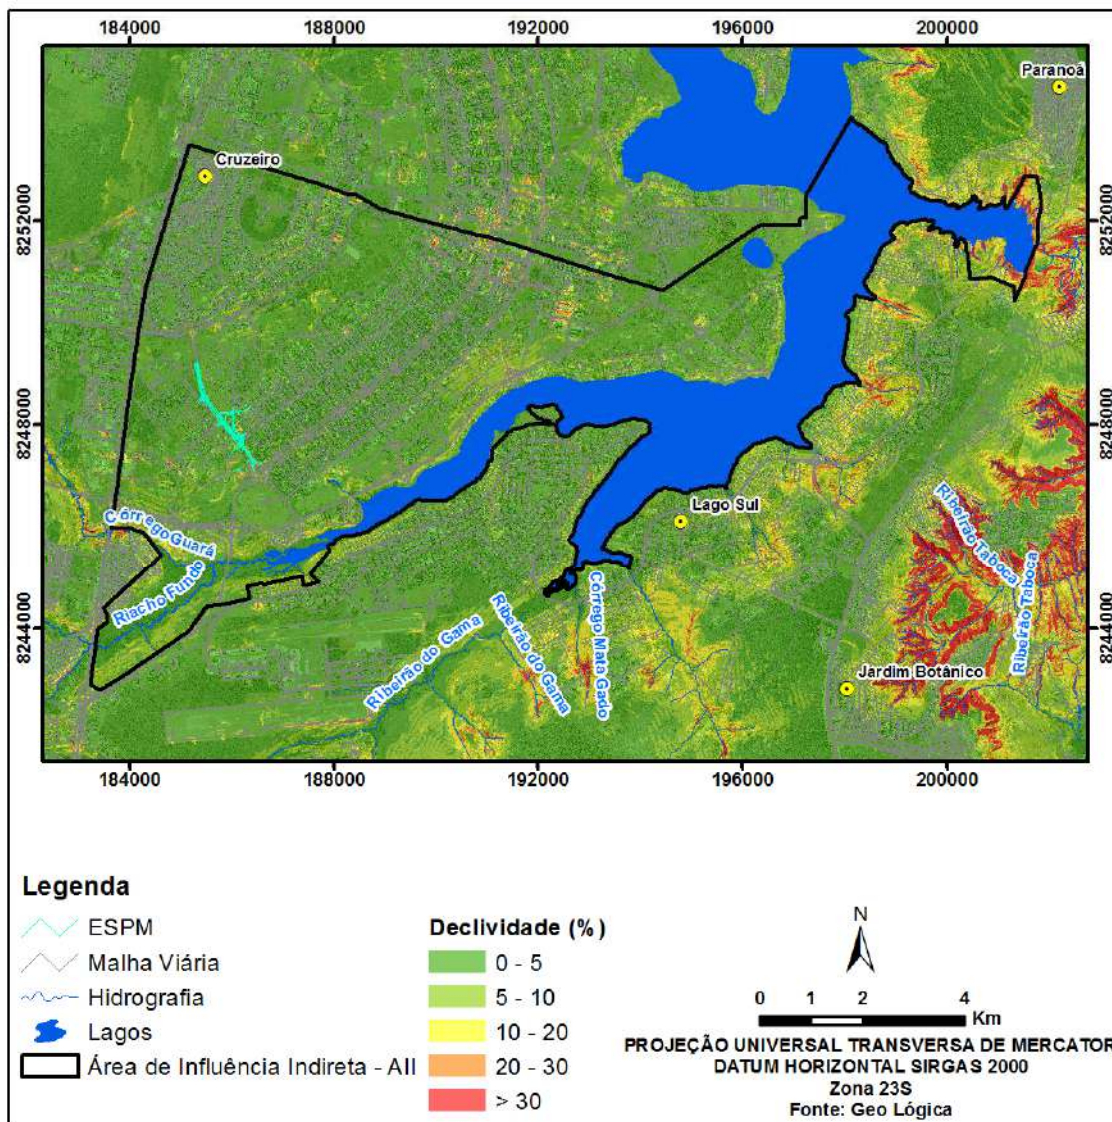 184000 188000 192000 196000 200000
Paranoá
Cruzeiro
8252000 8252000
8248000 8248000
Lago Sul
Córrego Guará
Riacho Fundo
Ribeirão Taboca
Ribeirão Taboca
8244000 8244000
Ribeirão do Gama
Ribeirão do Gama
Córrego Mata Gado
Jardim Botânico
184000 188000 192000 196000 200000
Legenda
ESPM
Malha Viária
Hidrografia
Lagos
Área de Influência Indireta - AII
Declividade (%)
0 - 5
5 - 10
10 - 20
20 - 30
> 30
N
0 1 2 4
Km
PROJEÇÃO UNIVERSAL TRANSVERSA DE MERCATOR
DATUM HORIZONTAL SIRGAS 2000
Zona 23S
Fonte: Geo Lógica